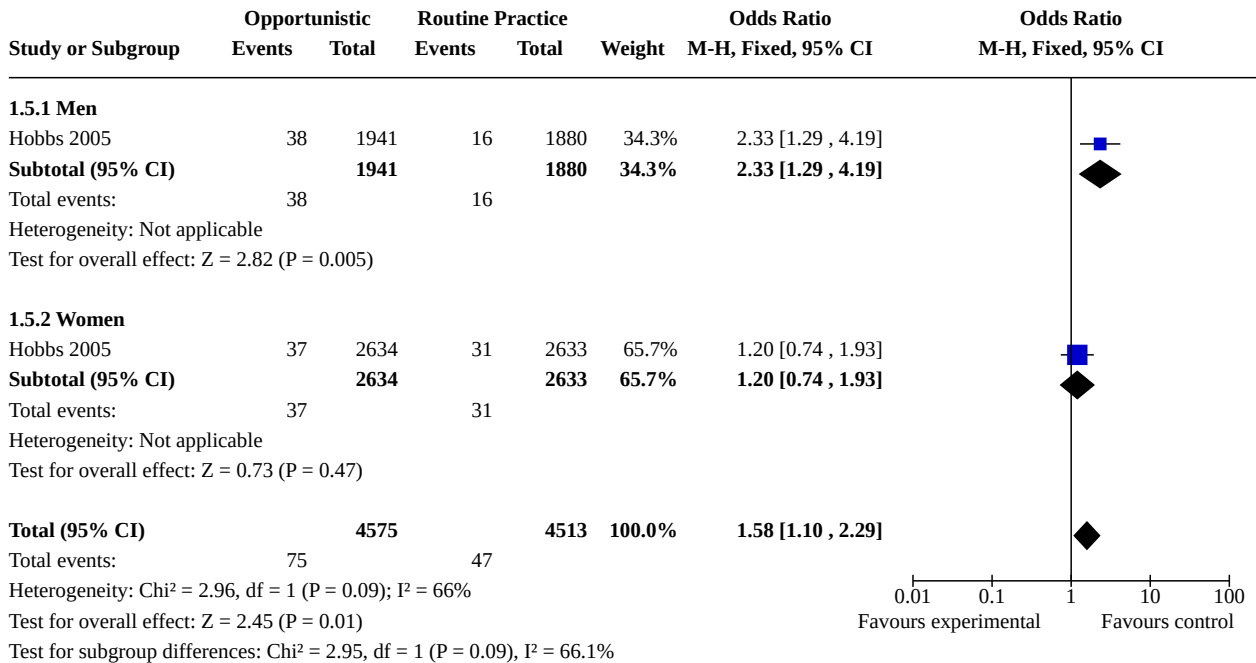 Opportunistic Routine Practice Odds Ratio Odds Ratio
Study or Subgroup Events Total Events Total Weight M-H, Fixed, 95% CI M-H, Fixed, 95% CI
1.5.1 Men
Hobbs 2005 38 1941 16 1880 34.3% 2.33 [1.29 , 4.19]
Subtotal (95% CI) 1941 1880 34.3% 2.33 [1.29 , 4.19]
Total events: 38 16
Heterogeneity: Not applicable
Test for overall effect: Z = 2.82 (P = 0.005)
1.5.2 Women
Hobbs 2005 37 2634 31 2633 65.7% 1.20 [0.74 , 1.93]
Subtotal (95% CI) 2634 2633 65.7% 1.20 [0.74 , 1.93]
Total events: 37 31
Heterogeneity: Not applicable
Test for overall effect: Z = 0.73 (P = 0.47)
Total (95% CI) 4575 4513 100.0% 1.58 [1.10 , 2.29]
Total events: 75 47
Heterogeneity: Chi² = 2.96, df = 1 (P = 0.09); I² = 66%
0.01 0.1 1 10 100
Test for overall effect: Z = 2.45 (P = 0.01) Favours experimental Favours control
Test for subgroup differences: Chi² = 2.95, df = 1 (P = 0.09), I² = 66.1%